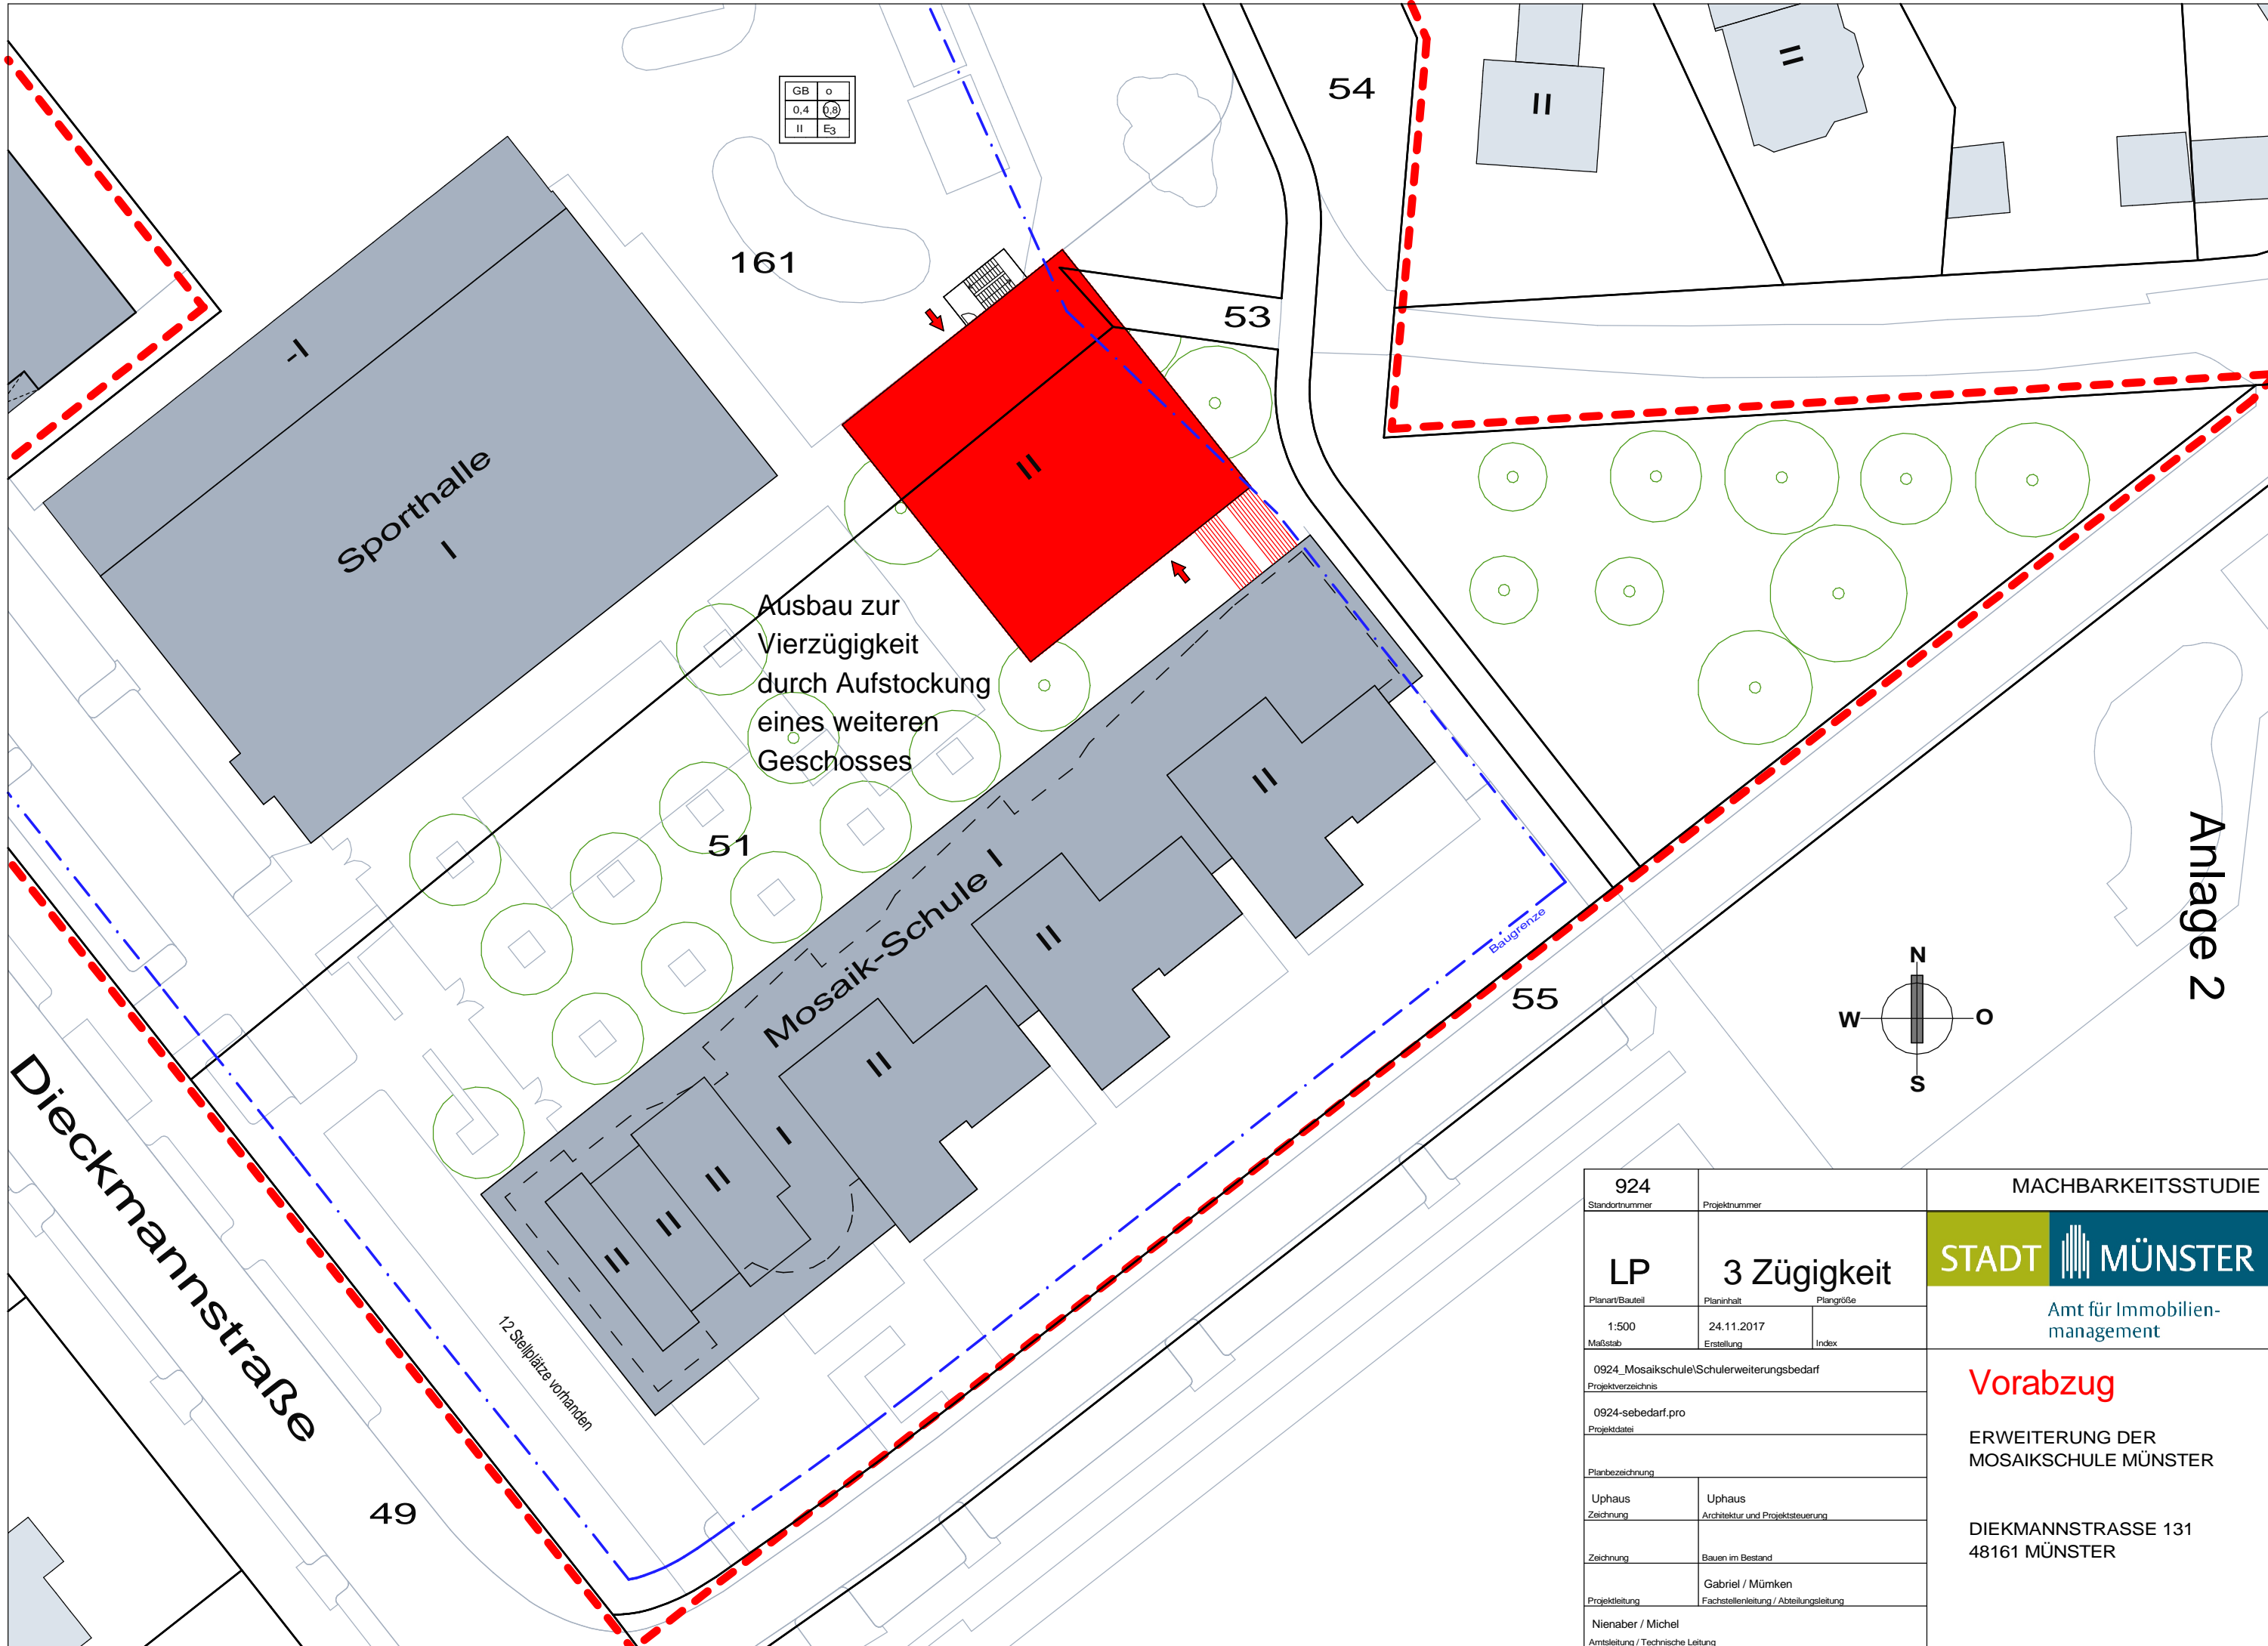 GB o
0,4 0,8
II E3
54
II
II
161
53
-I
Sporthalle
I
II
Ausbau zur
Vierzügigkeit
durch Aufstockung
eines weiteren
Geschosses
51
Mosaik-Schule I
II
II
II
I
II
II
II
Baugrenze
55
Anlage 2
N
W O
S
Dieckmannstraße
49
12 Stellplätze vorhanden
924
Standortnummer
Projektnummer
MACHBARKEITSSTUDIE
STADT MÜNSTER
Amt für Immobilien-
management
LP
Planart/Bauteil
3 Zügigkeit
Planinhalt Plangröße
1:500
Maßstab
24.11.2017
Erstellung
Index
0924_Mosaikschule\Schulerweiterungsbedarf
Projektverzeichnis
0924-sebedarf.pro
Projektdatei
Planbezeichnung
Uphaus
Zeichnung
Uphaus
Architektur und Projektsteuerung
Zeichnung
Bauen im Bestand
Projektleitung
Gabriel / Mümken
Fachstellenleitung / Abteilungsleitung
Nienaber / Michel
Amtsleitung / Technische Leitung
Vorabzug
ERWEITERUNG DER
MOSAIKSCHULE MÜNSTER
DIEKMANNSTRASSE 131
48161 MÜNSTER